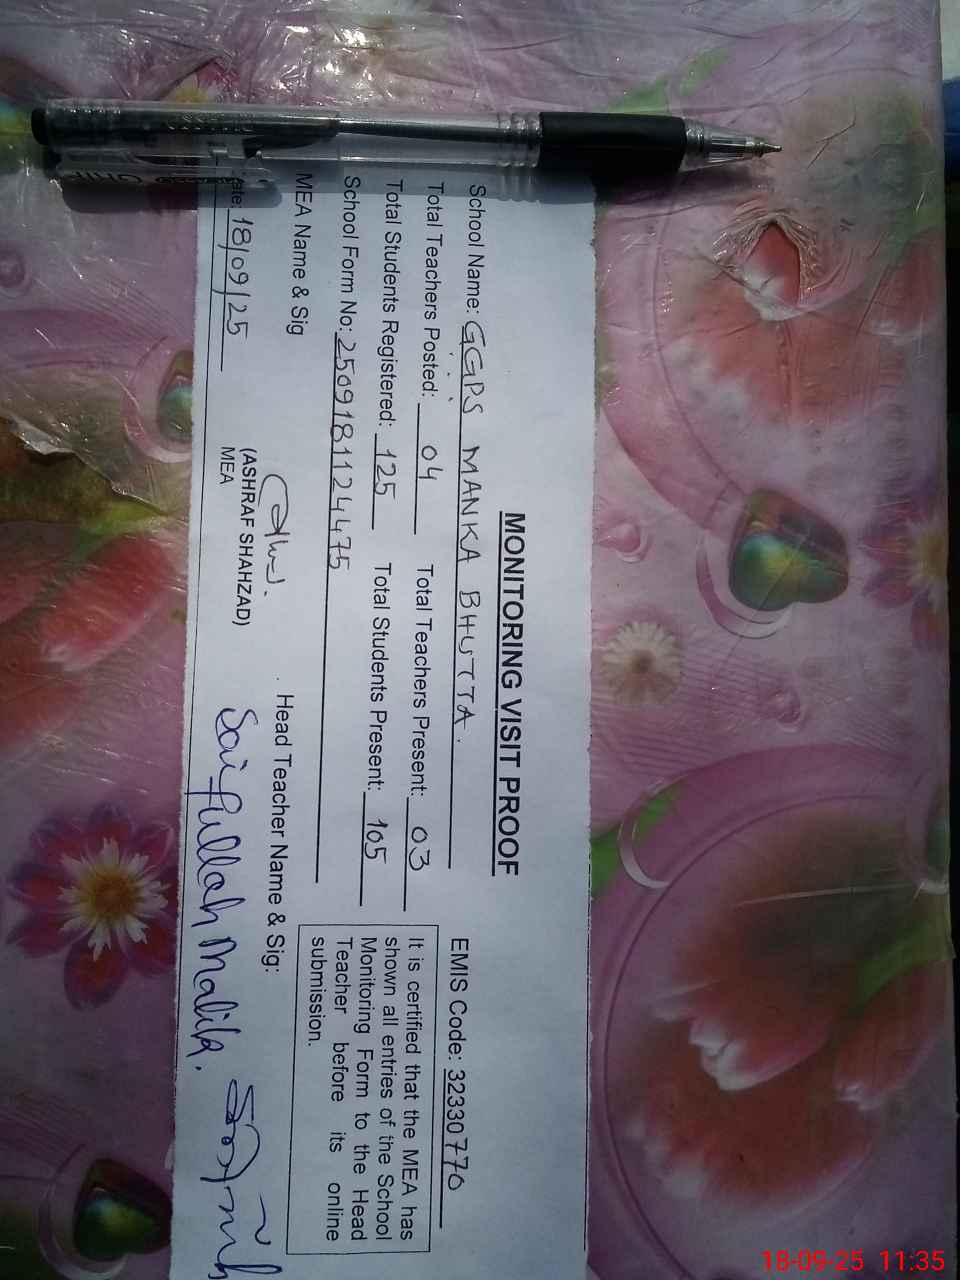 MONITORING VISIT PROOF
School Name: GGPS MANKA BHUTTA.
EMIS Code: 32330770
Total Teachers Posted: 04 Total Teachers Present: 03
Total Students Registered: 125 Total Students Present: 105
School Form No: 2509181124475
It is certified that the MEA has
shown all entries of the School
Monitoring Form to the Head
Teacher before its online
submission.
MEA Name & Sig
Head Teacher Name & Sig:
(ASHRAF SHAHZAD)
MEA
Saifullah Malik.
Date: 18/09/25
18-09-25 11:35